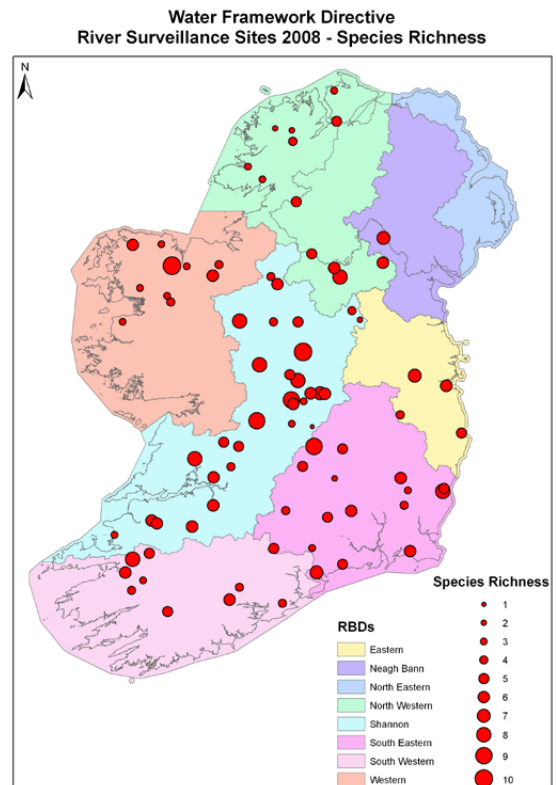 Water Framework Directive
River Surveillance Sites 2008 - Species Richness
N
Species Richness
1
2
3
4
5
6
7
8
9
10
RBDs
Eastern
Neagh Bann
North Eastern
North Western
Shannon
South Eastern
South Western
Western